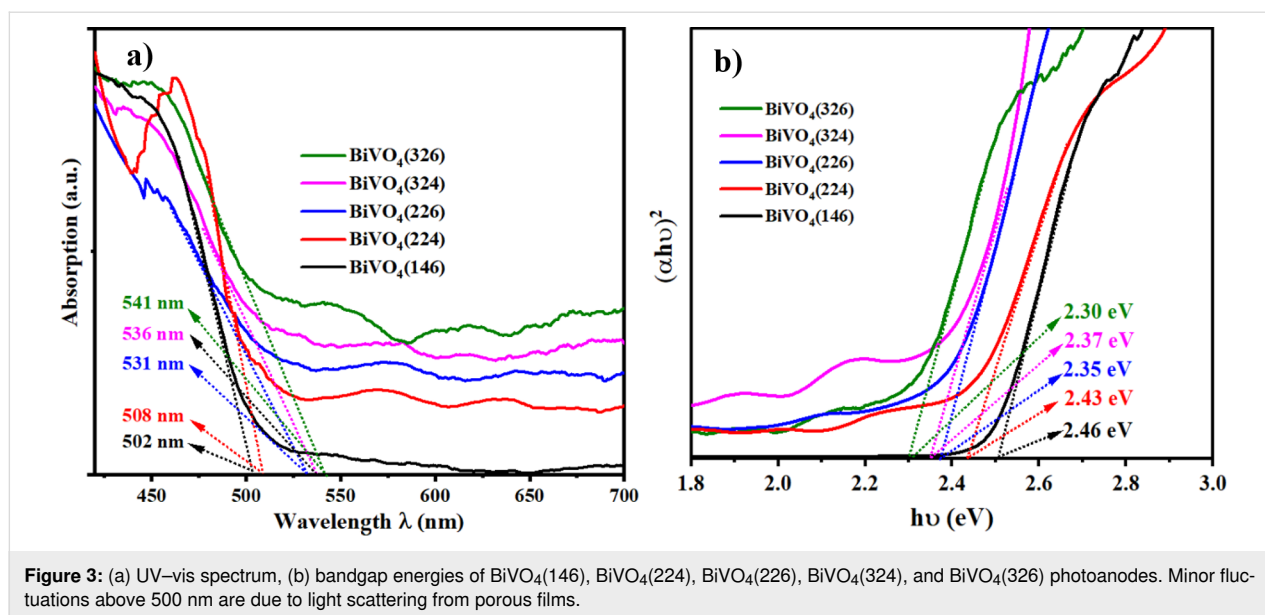 a)
BiVO₄(326)
BiVO₄(324)
BiVO₄(226)
BiVO₄(224)
BiVO₄(146)
541 nm
536 nm
531 nm
508 nm
502 nm
Absorption (a.u.)
450 500 550 600 650 700
Wavelength λ (nm)
b)
BiVO₄(326)
BiVO₄(324)
BiVO₄(226)
BiVO₄(224)
BiVO₄(146)
2.30 eV
2.37 eV
2.35 eV
2.43 eV
2.46 eV
(αhυ)²
1.8 2.0 2.2 2.4 2.6 2.8 3.0
hυ (eV)
Figure 3: (a) UV–vis spectrum, (b) bandgap energies of BiVO₄(146), BiVO₄(224), BiVO₄(226), BiVO₄(324), and BiVO₄(326) photoanodes. Minor fluc-
tuations above 500 nm are due to light scattering from porous films.